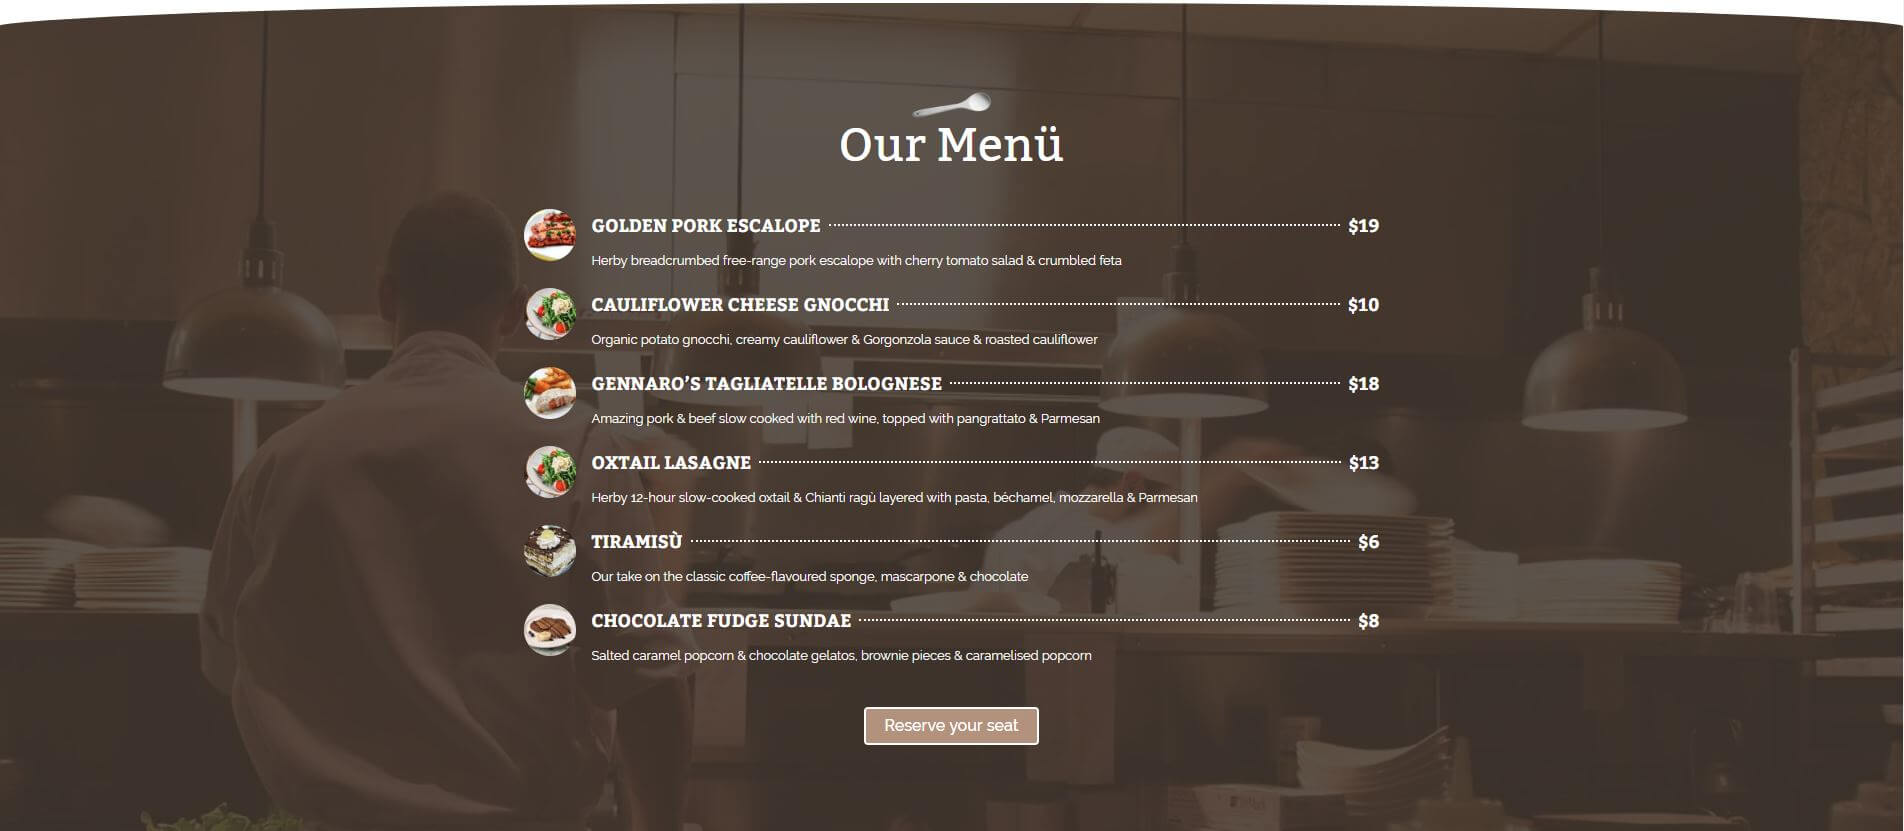 Our Menü
GOLDEN PORK ESCALOPE $19
Herby breadcrumbed free-range pork escalope with cherry tomato salad & crumbled feta
CAULIFLOWER CHEESE GNOCCHI $10
Organic potato gnocchi, creamy cauliflower & Gorgonzola sauce & roasted cauliflower
GENNARO'S TAGLIATELLE BOLOGNESE $18
Amazing pork & beef slow cooked with red wine, topped with pangrattato & Parmesan
OXTAIL LASAGNE $13
Herby 12-hour slow-cooked oxtail & Chianti ragù layered with pasta, béchamel, mozzarella & Parmesan
TIRAMISÙ $6
Our take on the classic coffee-flavoured sponge, mascarpone & chocolate
CHOCOLATE FUDGE SUNDAE $8
Salted caramel popcorn & chocolate gelatos, brownie pieces & caramelised popcorn
Reserve your seat